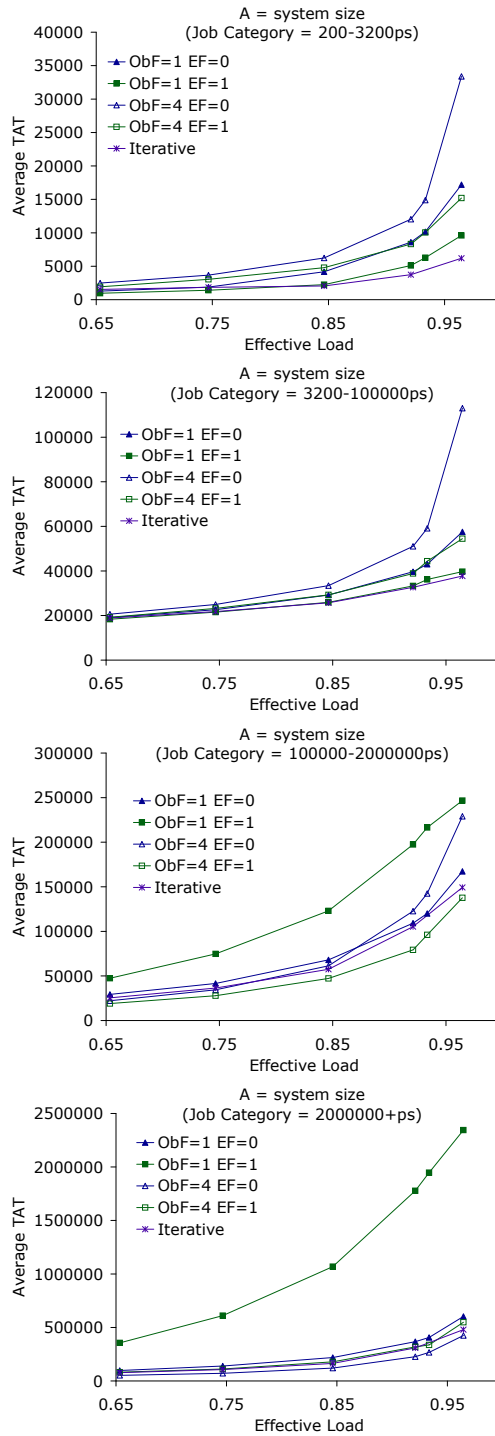 A = system size
(Job Category = 200-3200ps)
40000
35000
30000
25000
20000
15000
10000
5000
0
Average TAT
ObF=1 EF=0
ObF=1 EF=1
ObF=4 EF=0
ObF=4 EF=1
Iterative
0.65 0.75 0.85 0.95
Effective Load
A = system size
(Job Category = 3200-100000ps)
120000
100000
80000
60000
40000
20000
0
Average TAT
ObF=1 EF=0
ObF=1 EF=1
ObF=4 EF=0
ObF=4 EF=1
Iterative
0.65 0.75 0.85 0.95
Effective Load
A = system size
(Job Category = 100000-2000000ps)
300000
250000
200000
150000
100000
50000
0
Average TAT
ObF=1 EF=0
ObF=1 EF=1
ObF=4 EF=0
ObF=4 EF=1
Iterative
0.65 0.75 0.85 0.95
Effective Load
A = system size
(Job Category = 2000000+ps)
2500000
2000000
1500000
1000000
500000
0
Average TAT
ObF=1 EF=0
ObF=1 EF=1
ObF=4 EF=0
ObF=4 EF=1
Iterative
0.65 0.75 0.85 0.95
Effective Load